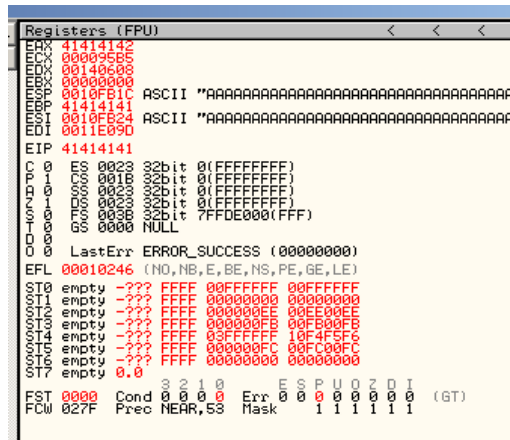 Registers (FPU) < < <
EAX 41414142
ECX 000095B5
EDX 00140608
EBX 00000000
ESP 0010FB1C ASCII "AAAAAAAAAAAAAAAAAAAAAAAAAAAAAAAAAAAA
EBP 41414141
ESI 0010FB24 ASCII "AAAAAAAAAAAAAAAAAAAAAAAAAAAAAAAAAAAA
EDI 0011E09D
EIP 41414141
C 0 ES 0023 32bit 0(FFFFFFFF)
P 1 CS 001B 32bit 0(FFFFFFFF)
A 0 SS 0023 32bit 0(FFFFFFFF)
Z 1 DS 0023 32bit 0(FFFFFFFF)
S 0 FS 003B 32bit 7FFDE000(FFF)
T 0 GS 0000 NULL
D 0
O 0 LastErr ERROR_SUCCESS (00000000)
EFL 00010246 (NO,NB,E,BE,NS,PE,GE,LE)
ST0 empty -??? FFFF 00FFFFFF 00FFFFFF
ST1 empty -??? FFFF 00000000 00000000
ST2 empty -??? FFFF 000000EE 00EE00EE
ST3 empty -??? FFFF 000000FB 00FB00FB
ST4 empty -??? FFFF 03FFFFFF 10F4F5F6
ST5 empty -??? FFFF 000000FC 00FC00FC
ST6 empty -??? FFFF 00000000 00000000
ST7 empty 0.0
3 2 1 0 E S P U O Z D I
FST 0000 Cond 0 0 0 0 Err 0 0 0 0 0 0 0 0 (GT)
FCW 027F Prec NEAR,53 Mask 1 1 1 1 1 1